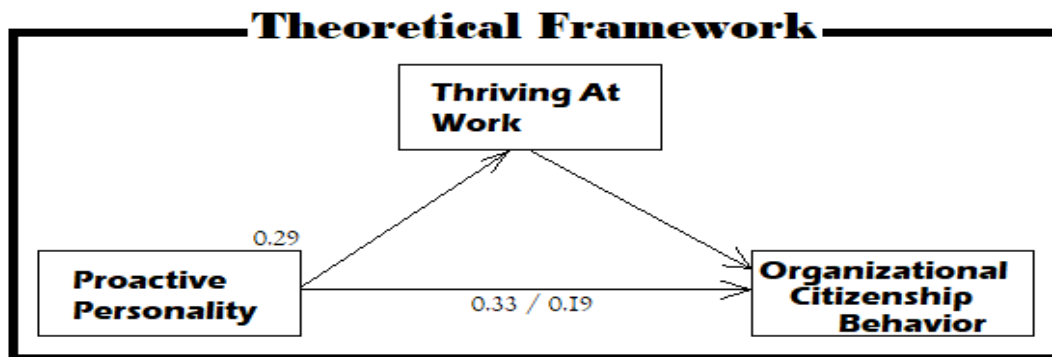 Theoretical Framework
Thriving At
Work
0.29
Proactive
Personality
0.33 / 0.19
Organizational
Citizenship
Behavior